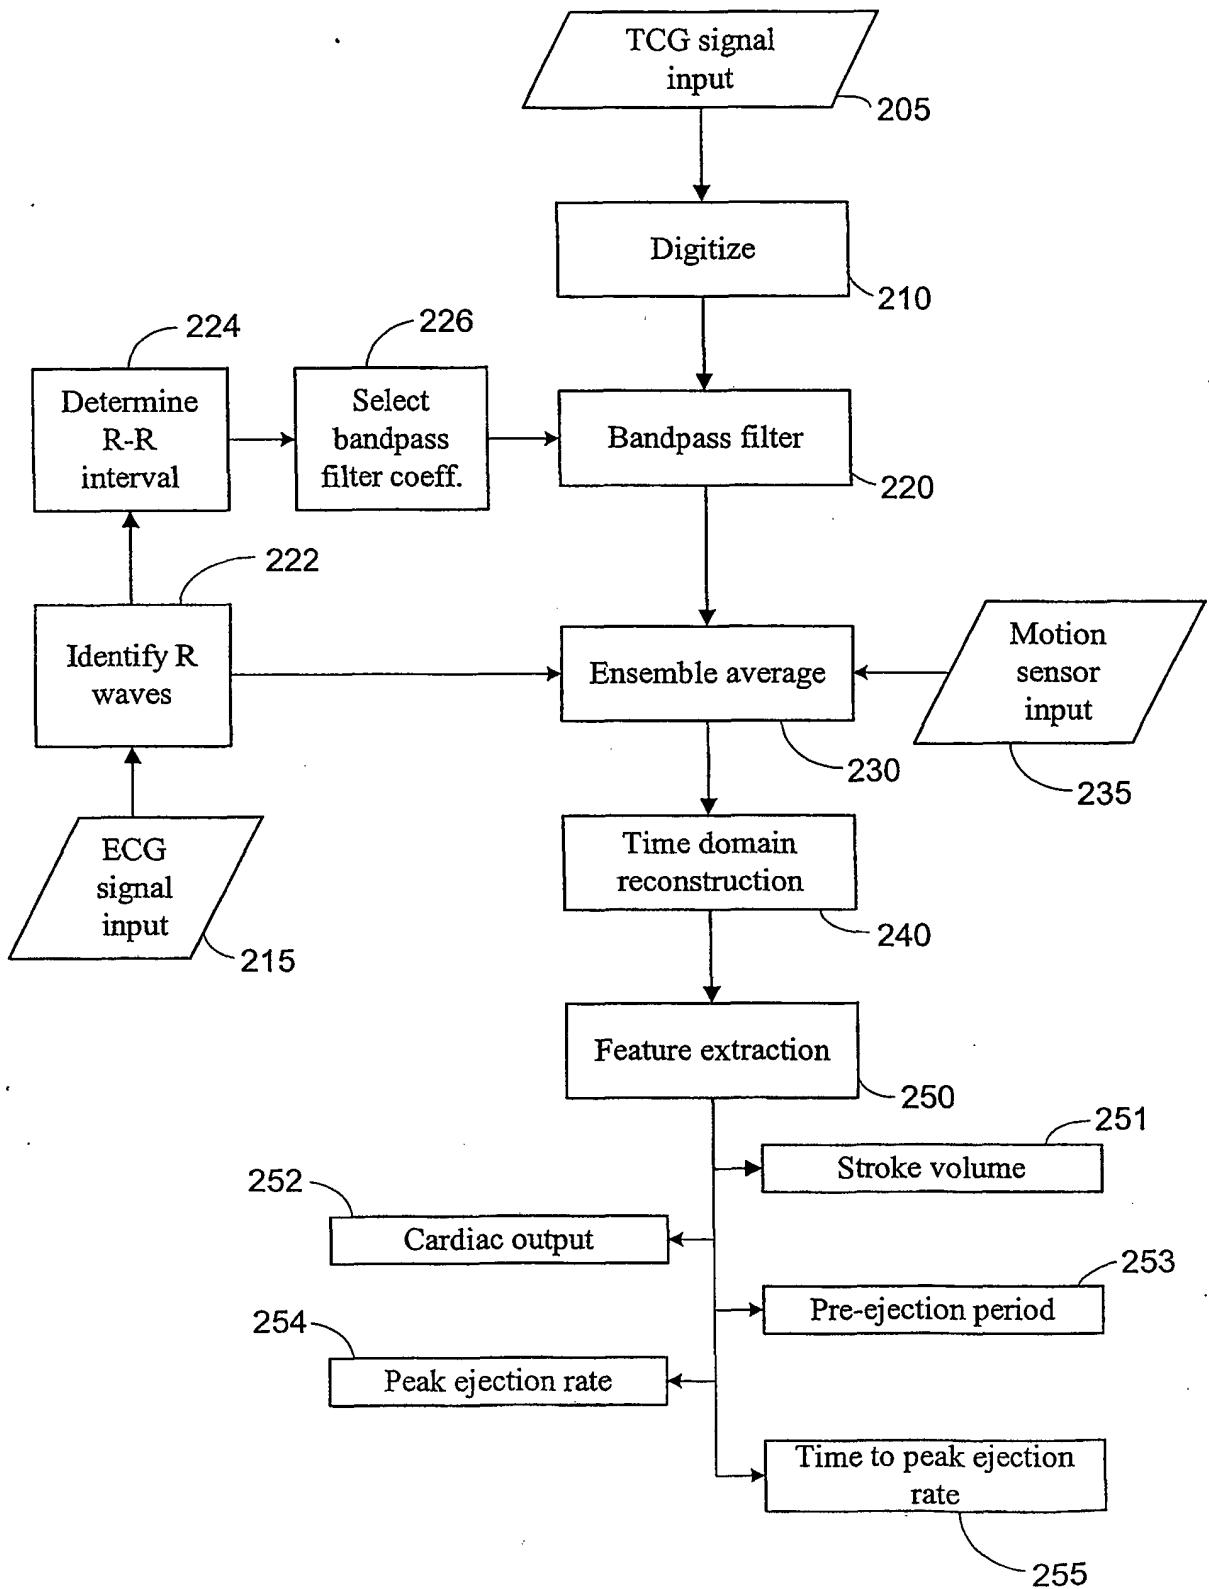 TCG signal
input
205
Digitize
210
224
226
Determine
R-R
interval
Select
bandpass
filter coeff.
Bandpass filter
220
222
Identify R
waves
Ensemble average
230
Motion
sensor
input
235
ECG
signal
input
215
Time domain
reconstruction
240
Feature extraction
250
251
Stroke volume
252
Cardiac output
253
Pre-ejection period
254
Peak ejection rate
Time to peak ejection
rate
255